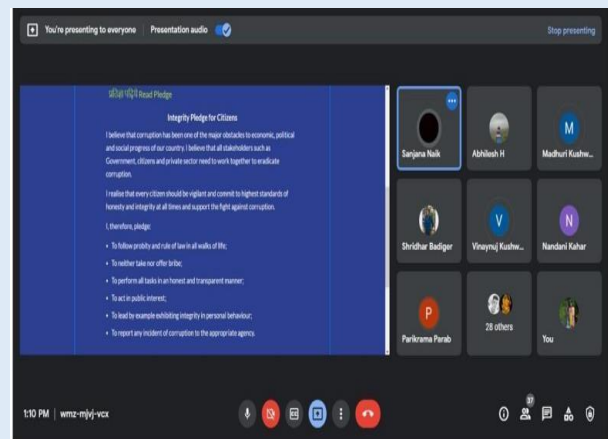 You're presenting to everyone
Presentation audio
Stop presenting
प्रतिज्ञा पढ़िये Read Pledge
Integrity Pledge for Citizens
I believe that corruption has been one of the major obstacles to economic, political
and social progress of our country. I believe that all stakeholders such as
Government, citizens and private sector need to work together to eradicate
corruption.
I realise that every citizen should be vigilant and commit to highest standards of
honesty and integrity at all times and support the fight against corruption.
I, therefore, pledge:
• To follow probity and rule of law in all walks of life;
• To neither take nor offer bribe;
• To perform all tasks in an honest and transparent manner;
• To act in public interest;
• To lead by example exhibiting integrity in personal behaviour;
• To report any incident of corruption to the appropriate agency.
Sanjana Naik
Abhilesh H
M
Madhuri Kushw...
Shridhar Badiger
V
Vinaynuj Kushw...
N
Nandani Kahar
P
Parikrama Parab
28 others
You
1:10 PM | wmz-mjvj-vcx
37